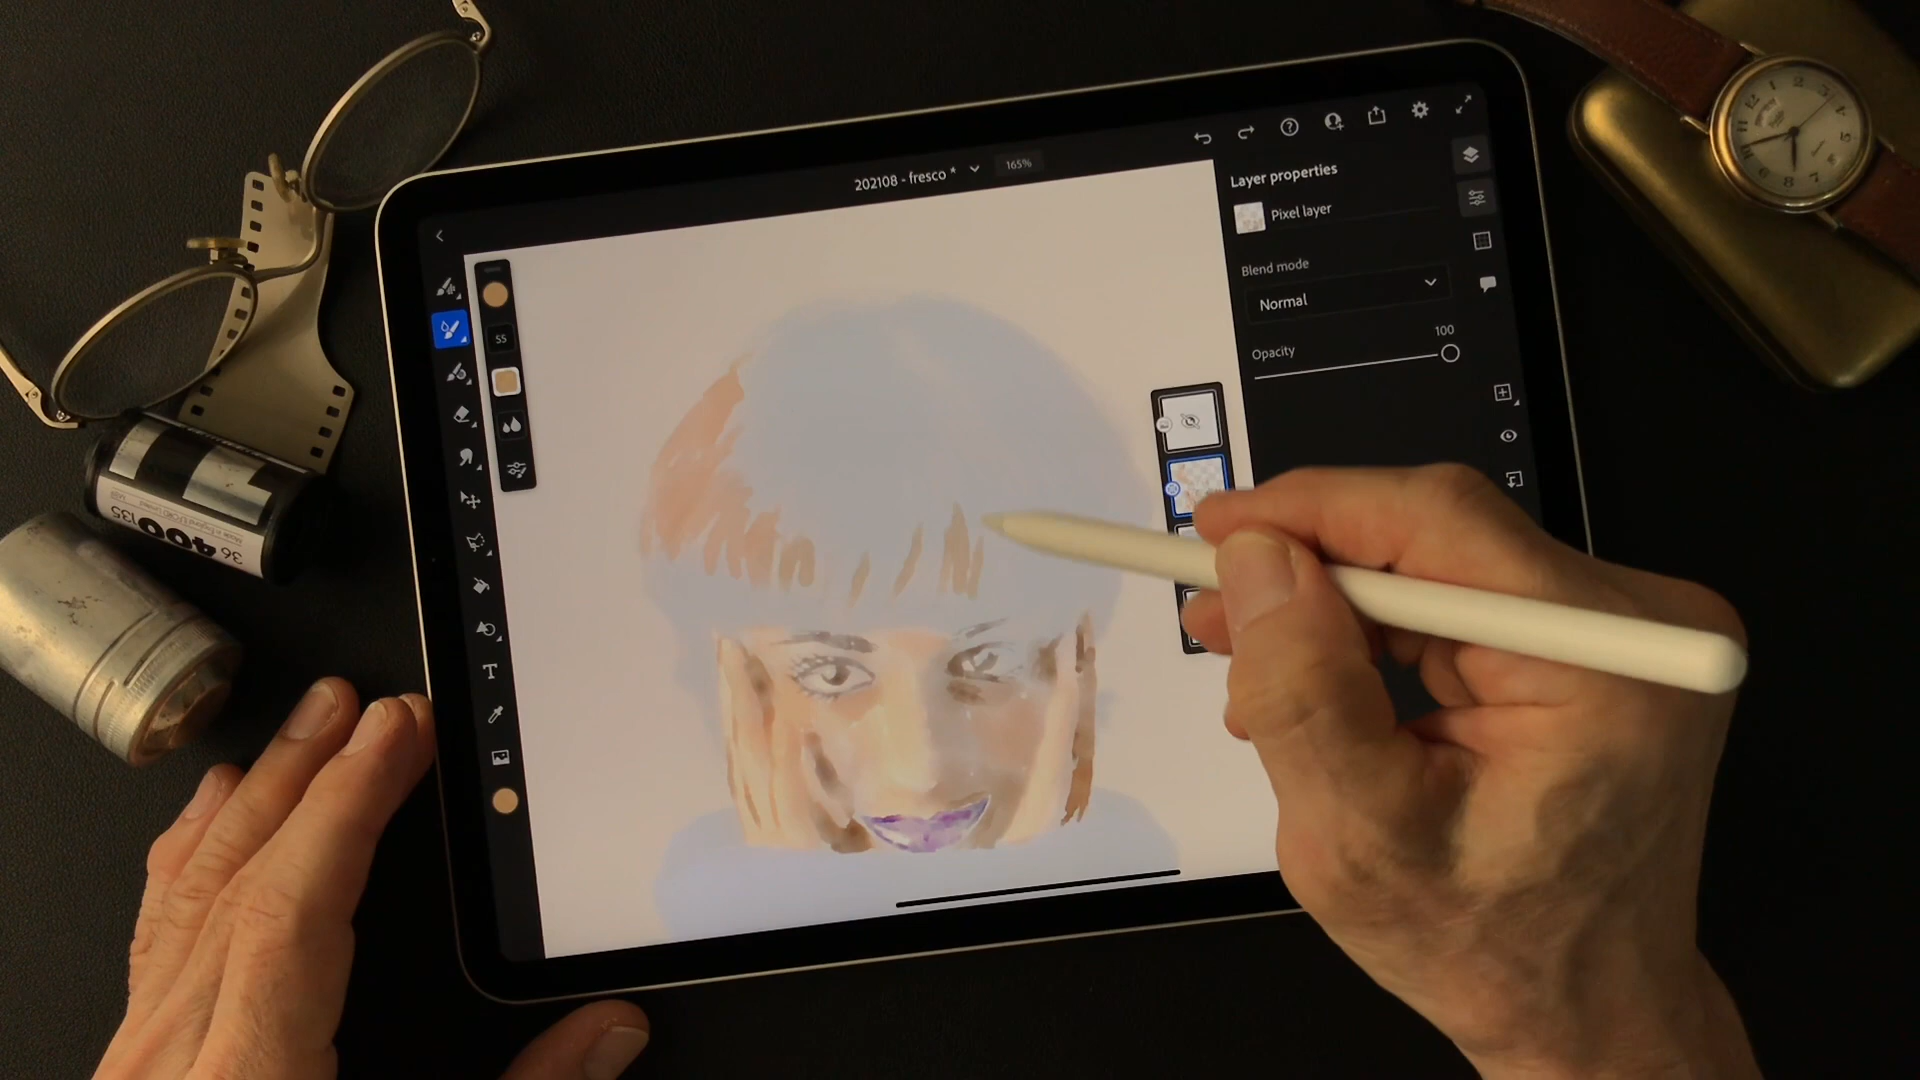 202108 - fresco *
165%
Layer properties
Pixel layer
Blend mode
Normal
100
Opacity
55
T
400
135
36